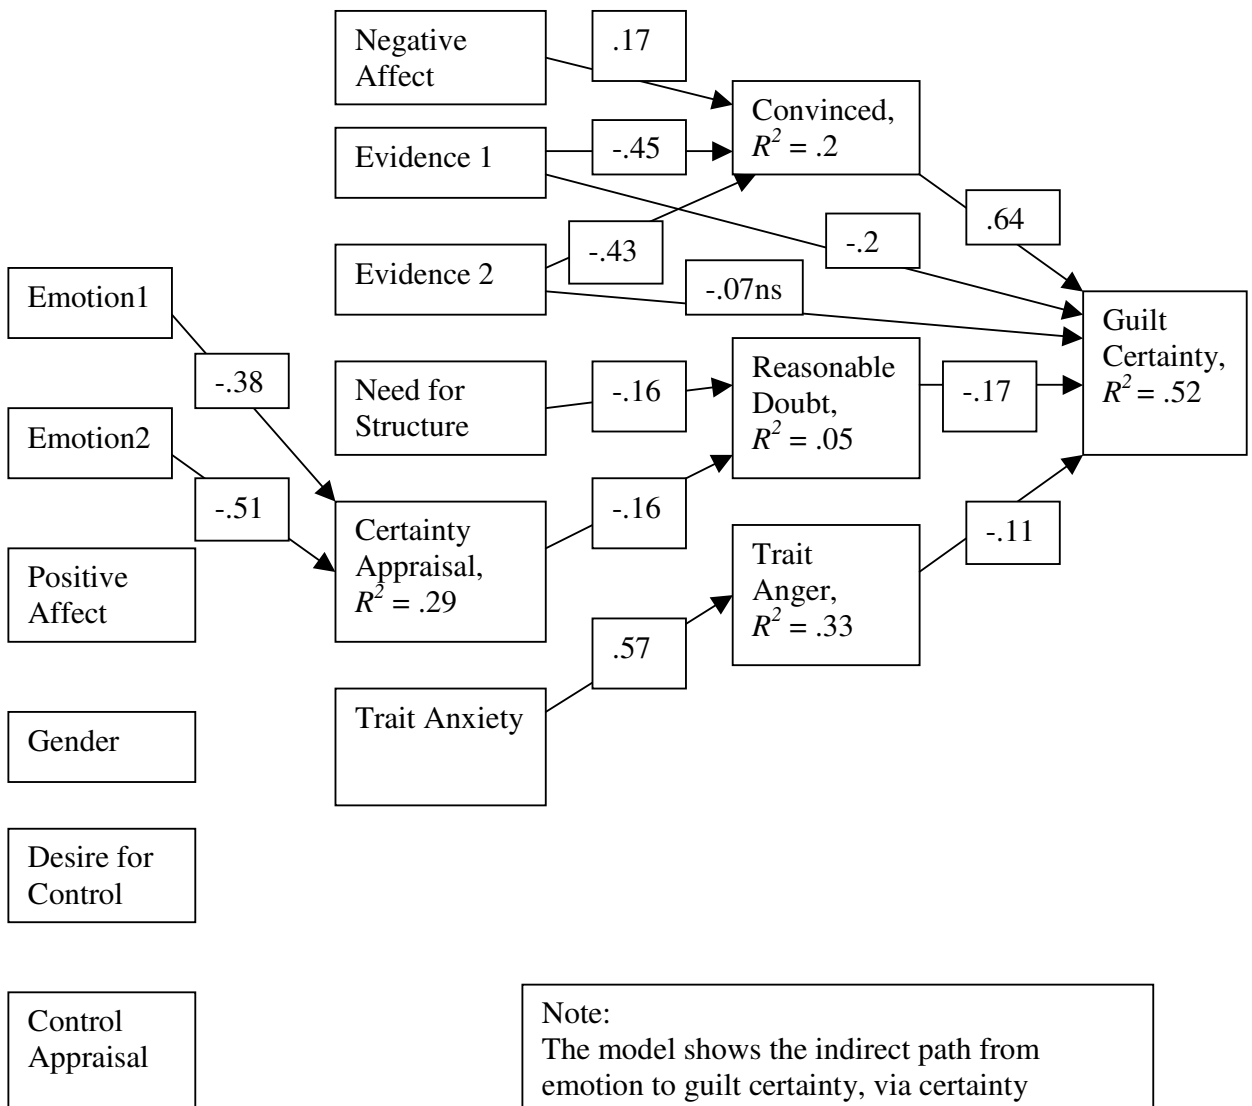 Negative
Affect
.17
Convinced,
R² = .2
Evidence 1
-.45
.64
-.2
Evidence 2
-.43
-.07ns
Emotion1
Guilt
Certainty,
R² = .52
-.38
Need for
Structure
-.16
Reasonable
Doubt,
R² = .05
-.17
Emotion2
-.51
Certainty
Appraisal,
R² = .29
-.16
-.11
Trait
Anger,
R² = .33
Positive
Affect
.57
Trait Anxiety
Gender
Desire for
Control
Control
Appraisal
Note:
The model shows the indirect path from
emotion to guilt certainty, via certainty